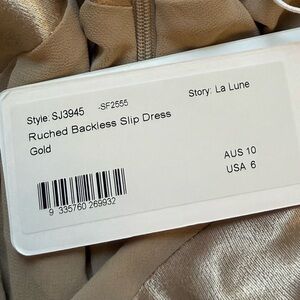 Style: SJ3945 -SF2555 Story: La Lune
Ruched Backless Slip Dress
Gold
AUS 10
USA 6
9 335760 269932